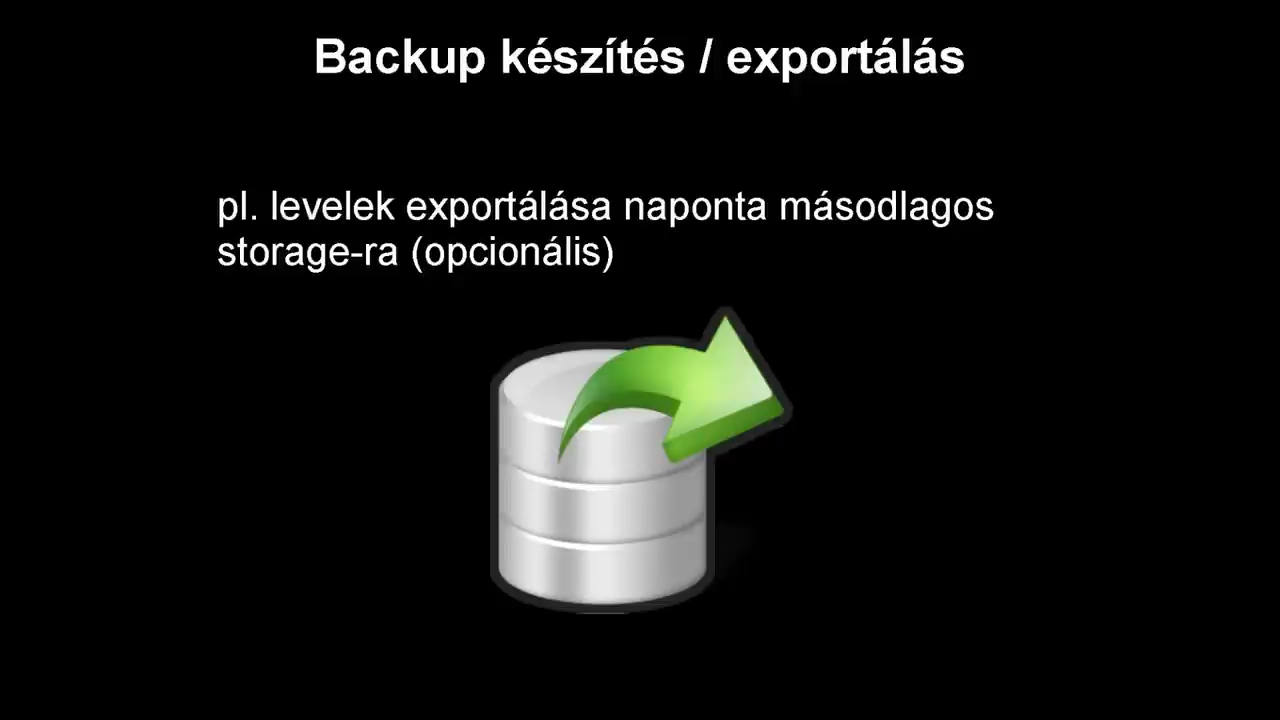 Backup készítés / exportálás
pl. levelek exportálása naponta másodlagos
storage-ra (opcionális)